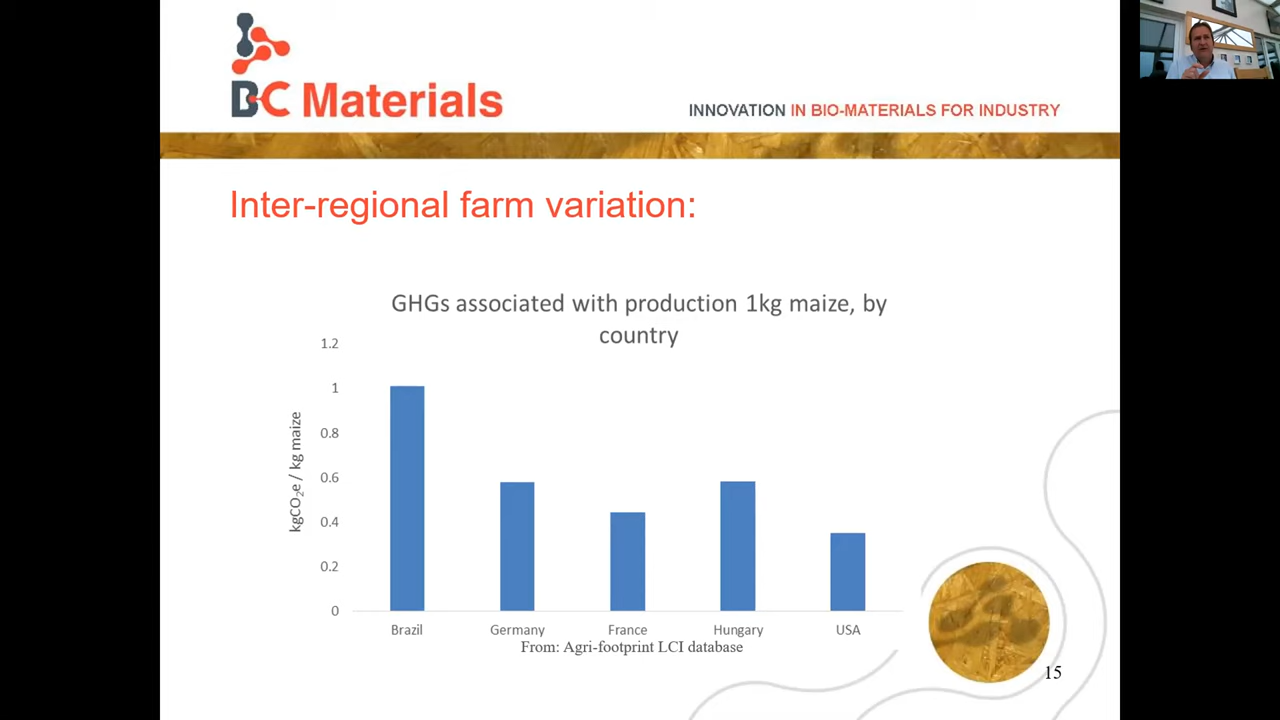 BC Materials
INNOVATION IN BIO-MATERIALS FOR INDUSTRY
Inter-regional farm variation:
GHGs associated with production 1kg maize, by
country
kgCO₂e / kg maize
1.2
1
0.8
0.6
0.4
0.2
0
Brazil Germany France Hungary USA
From: Agri-footprint LCI database
15